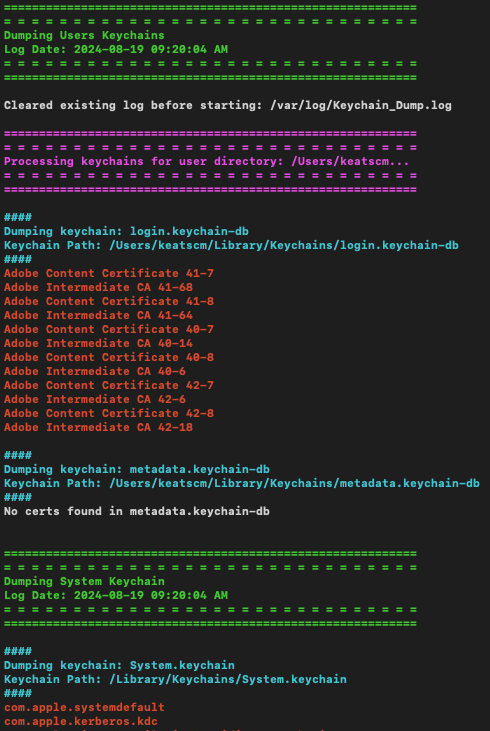 ===========================================================
= = = = = = = = = = = = = = = = = = = = = = = = = = = = = =
Dumping Users Keychains
Log Date: 2024-08-19 09:20:04 AM
= = = = = = = = = = = = = = = = = = = = = = = = = = = = = =
===========================================================
Cleared existing log before starting: /var/log/Keychain_Dump.log
===========================================================
= = = = = = = = = = = = = = = = = = = = = = = = = = = = = =
Processing keychains for user directory: /Users/keatscm...
= = = = = = = = = = = = = = = = = = = = = = = = = = = = = =
===========================================================
####
Dumping keychain: login.keychain-db
Keychain Path: /Users/keatscm/Library/Keychains/login.keychain-db
####
Adobe Content Certificate 41-7
Adobe Intermediate CA 41-68
Adobe Content Certificate 41-8
Adobe Intermediate CA 41-64
Adobe Content Certificate 40-7
Adobe Intermediate CA 40-14
Adobe Content Certificate 40-8
Adobe Intermediate CA 40-6
Adobe Content Certificate 42-7
Adobe Intermediate CA 42-6
Adobe Content Certificate 42-8
Adobe Intermediate CA 42-18
####
Dumping keychain: metadata.keychain-db
Keychain Path: /Users/keatscm/Library/Keychains/metadata.keychain-db
####
No certs found in metadata.keychain-db
===========================================================
= = = = = = = = = = = = = = = = = = = = = = = = = = = = = =
Dumping System Keychain
Log Date: 2024-08-19 09:20:04 AM
= = = = = = = = = = = = = = = = = = = = = = = = = = = = = =
===========================================================
####
Dumping keychain: System.keychain
Keychain Path: /Library/Keychains/System.keychain
####
com.apple.systemdefault
com.apple.kerberos.kdc